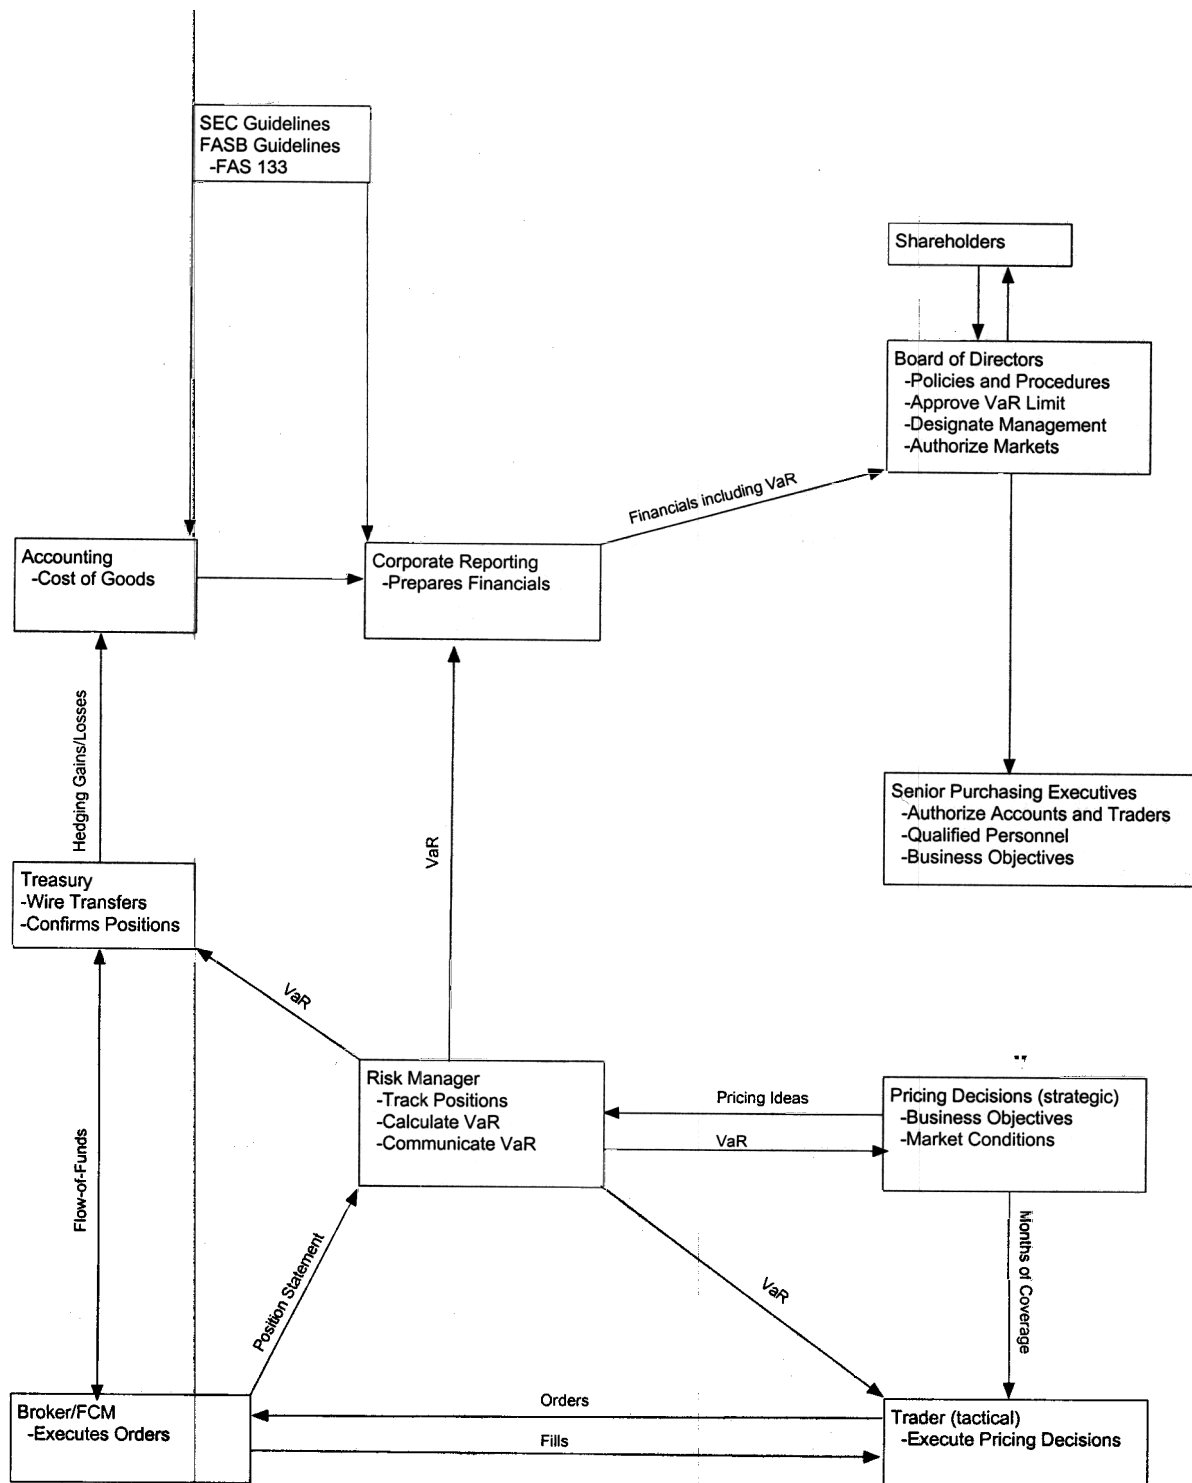 SEC Guidelines
FASB Guidelines
-FAS 133
Shareholders
Board of Directors
-Policies and Procedures
-Approve VaR Limit
-Designate Management
-Authorize Markets
Financials including VaR
Accounting
-Cost of Goods
Corporate Reporting
-Prepares Financials
Hedging Gains/Losses
VaR
Senior Purchasing Executives
-Authorize Accounts and Traders
-Qualified Personnel
-Business Objectives
Treasury
-Wire Transfers
-Confirms Positions
VaR
Risk Manager
-Track Positions
-Calculate VaR
-Communicate VaR
Pricing Ideas
VaR
Pricing Decisions (strategic)
-Business Objectives
-Market Conditions
Flow-of-Funds
Position Statement
VaR
Months of Coverage
Broker/FCM
-Executes Orders
Orders
Fills
Trader (tactical)
-Execute Pricing Decisions